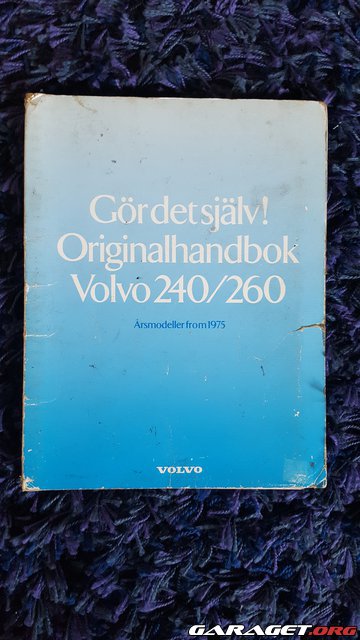 Gör det själv!
Originalhandbok
Volvo 240/260
Årsmodeller from 1975
VOLVO
GARAGET.ORG